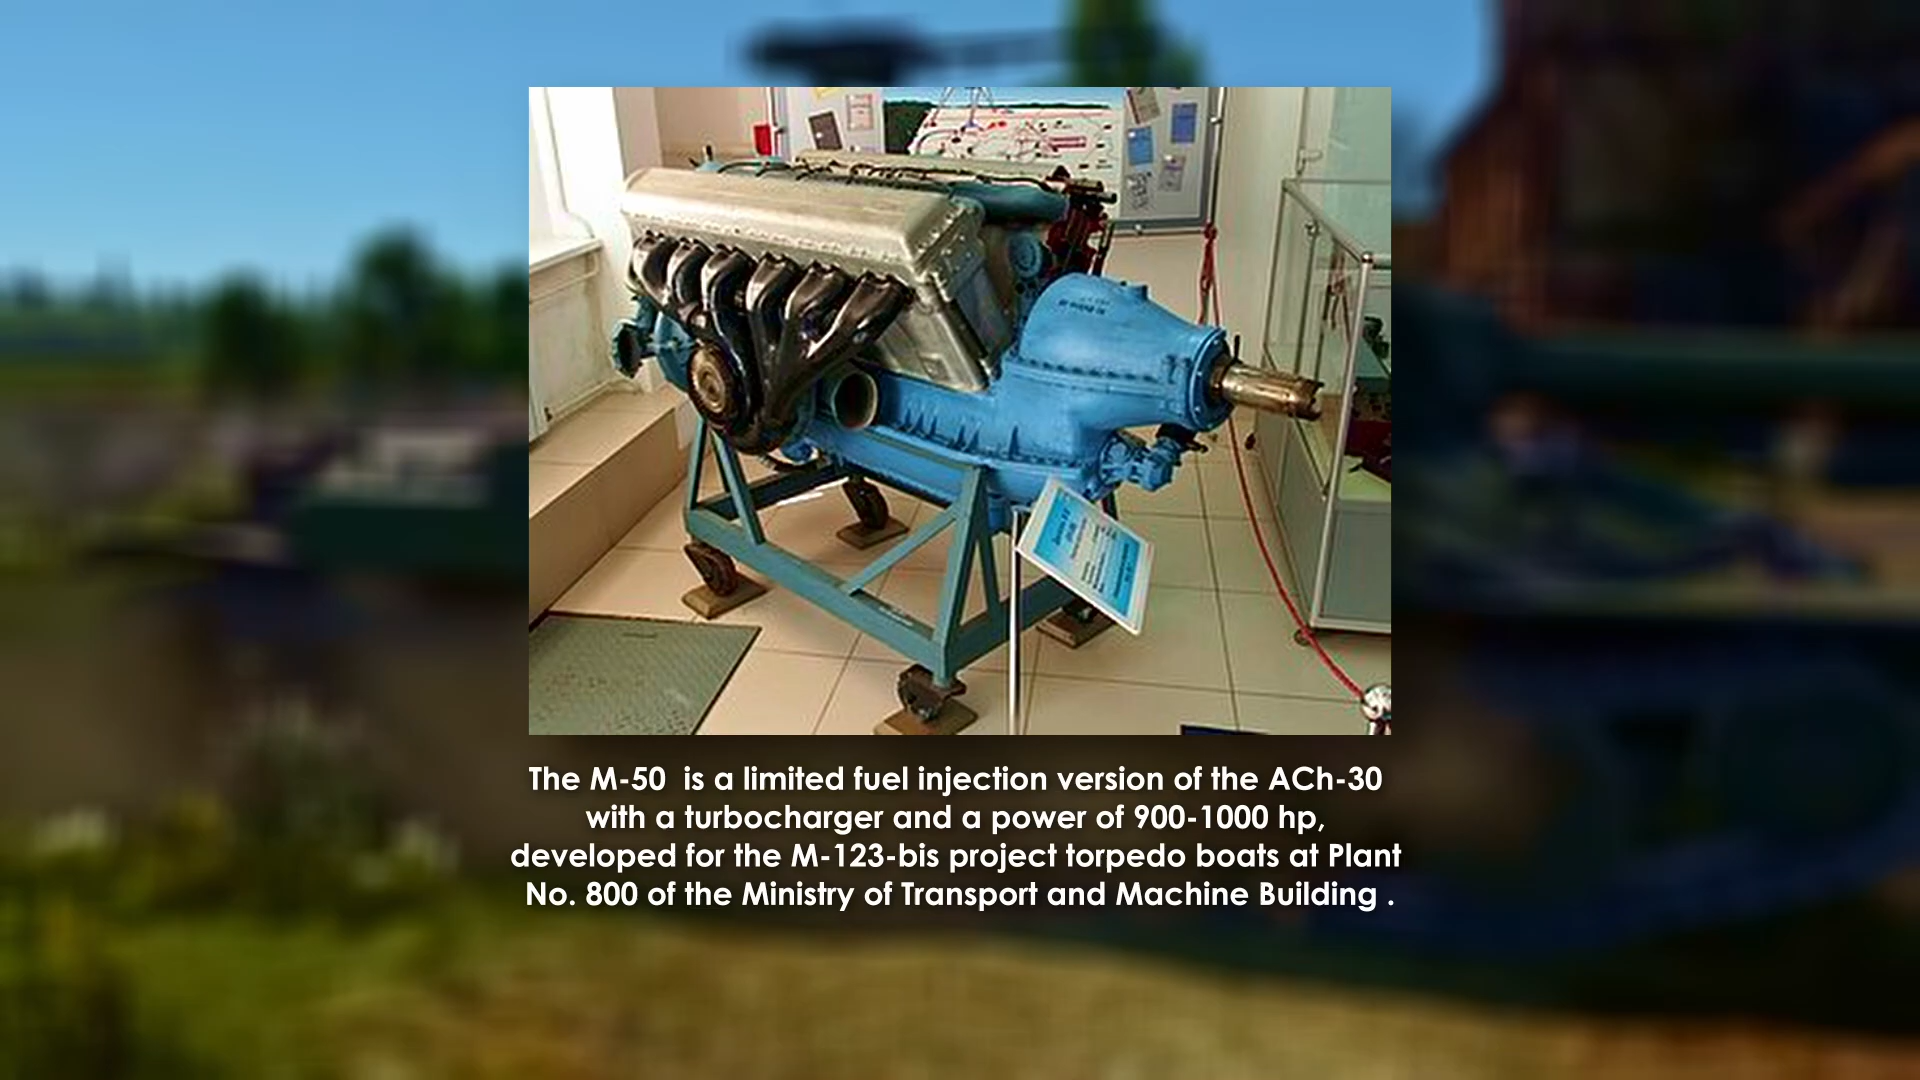 The M-50  is a limited fuel injection version of the ACh-30
with a turbocharger and a power of 900-1000 hp,
developed for the M-123-bis project torpedo boats at Plant
No. 800 of the Ministry of Transport and Machine Building .